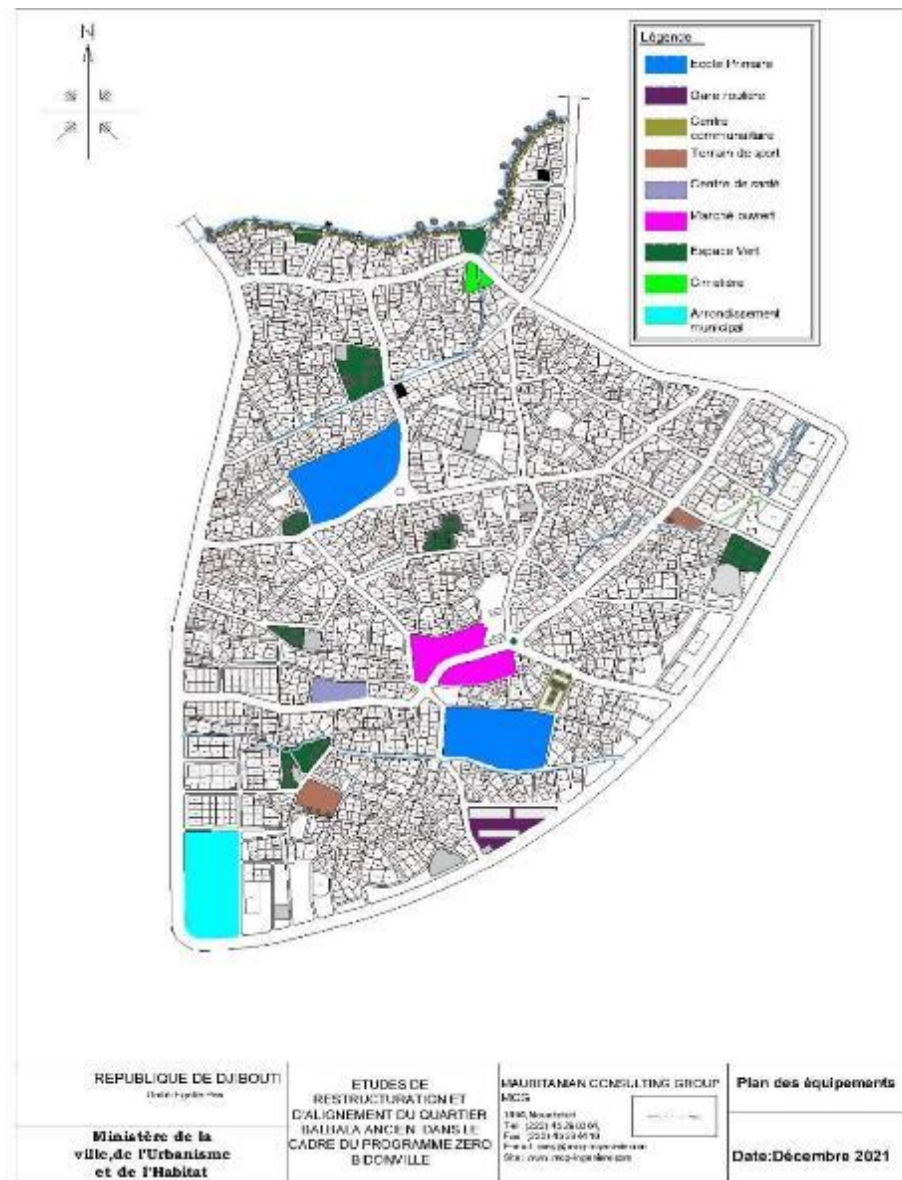 N
Légende
Ecole Primaire
Gare routière
Centre
communautaire
Terrain de sport
Centre de santé
Marché ouvert
Espace Vert
Cimetière
Arrondissement
municipal
REPUBLIQUE DE DJIBOUTI
Ministère de la
ville,de l'Urbanisme
et de l'Habitat
ETUDES DE
RESTRUCTURATION ET
D'ALIGNEMENT DU QUARTIER
BALBALA ANCIEN DANS LE
CADRE DU PROGRAMME ZERO
BIDONVILLE
MAURITANIAN CONSULTING GROUP
MCG
Plan des équipements
Date:Décembre 2021